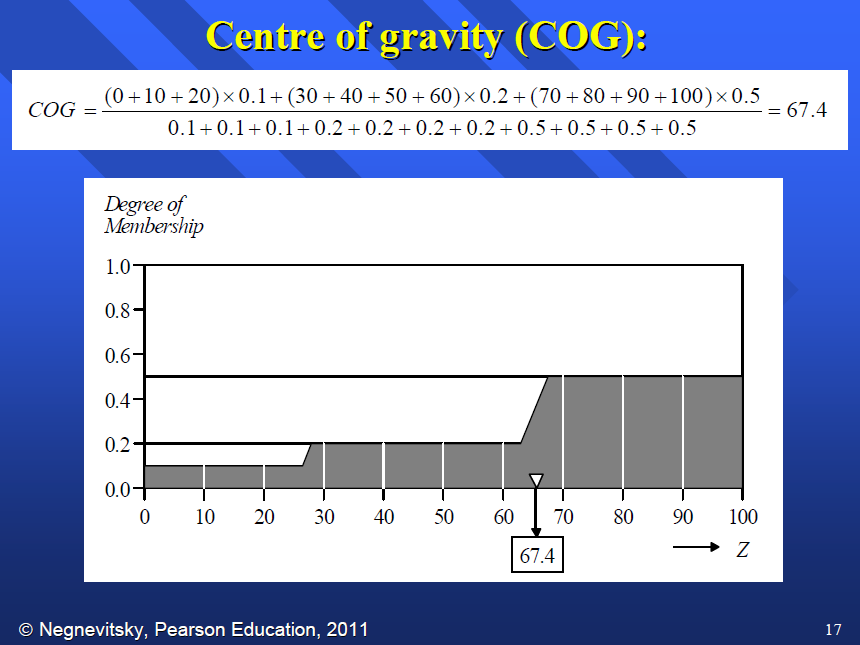 Centre of gravity (COG):
COG = (0 + 10 + 20) × 0.1 + (30 + 40 + 50 + 60) × 0.2 + (70 + 80 + 90 + 100) × 0.5 = 67.4
0.1 + 0.1 + 0.1 + 0.2 + 0.2 + 0.2 + 0.2 + 0.5 + 0.5 + 0.5 + 0.5
Degree of
Membership
1.0
0.8
0.6
0.4
0.2
0.0
0 10 20 30 40 50 60 70 80 90 100
67.4
Z
© Negnevitsky, Pearson Education, 2011
17